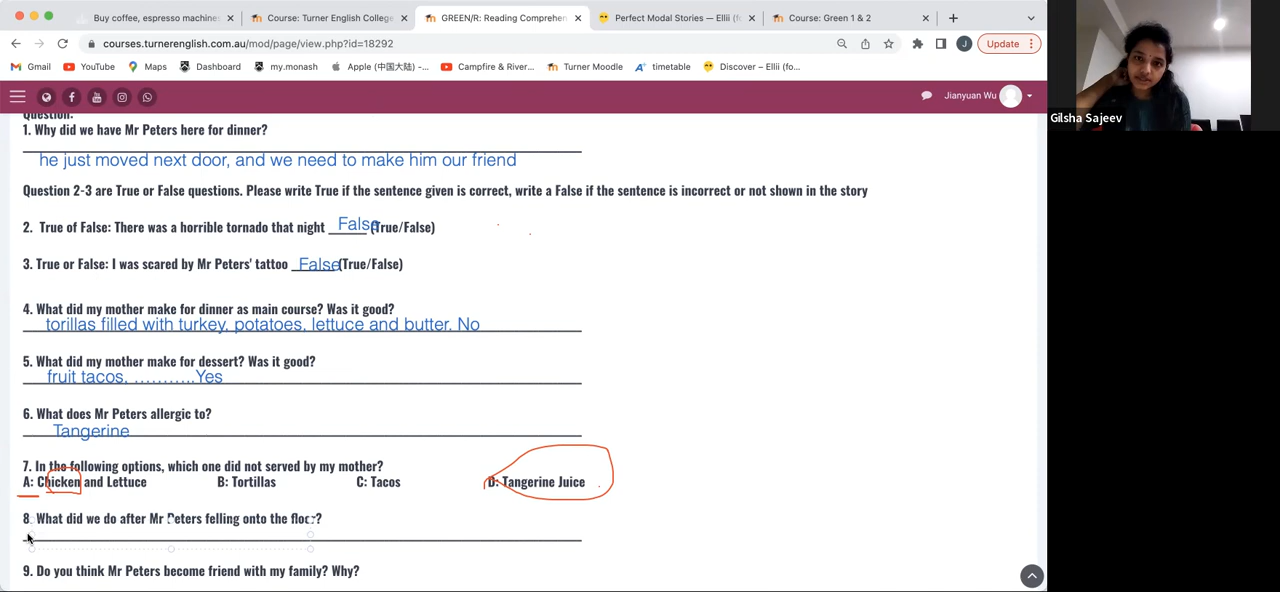 Buy coffee, espresso machine
Course: Turner English College
GREEN/R: Reading Comprehen
Perfect Modal Stories — Ellii (f
Course: Green 1 & 2
courses.turnerenglish.com.au/mod/page/view.php?id=18292
Update
Gmail
YouTube
Maps
Dashboard
my.monash
Apple (中国大陆) -...
Campfire & River...
Turner Moodle
timetable
Discover – Ellii (fo...
Jianyuan Wu
Gilsha Sajeev
Question:
1. Why did we have Mr Peters here for dinner?
he just moved next door, and we need to make him our friend
Question 2-3 are True or False questions. Please write True if the sentence given is correct, write a False if the sentence is incorrect or not shown in the story
2. True of False: There was a horrible tornado that night ______ (True/False)
False
3. True or False: I was scared by Mr Peters' tattoo ______(True/False)
False
4. What did my mother make for dinner as main course? Was it good?
torillas filled with turkey, potatoes, lettuce and butter. No
5. What did my mother make for dessert? Was it good?
fruit tacos, ………..Yes
6. What does Mr Peters allergic to?
Tangerine
7. In the following options, which one did not served by my mother?
A: Chicken and Lettuce B: Tortillas C: Tacos D: Tangerine Juice
8. What did we do after Mr Peters felling onto the floor?
9. Do you think Mr Peters become friend with my family? Why?